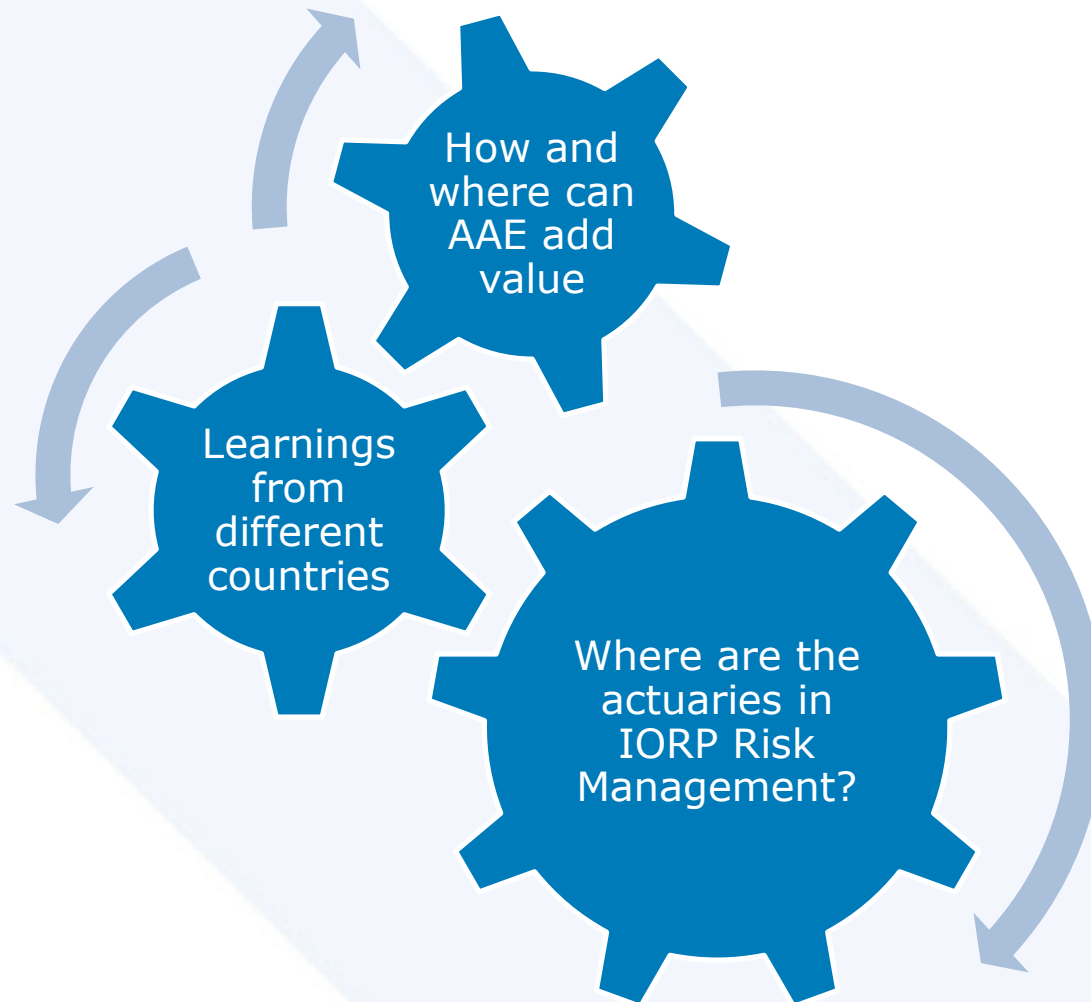 How and
where can
AAE add
value
Learnings
from
different
countries
Where are the
actuaries in
IORP Risk
Management?